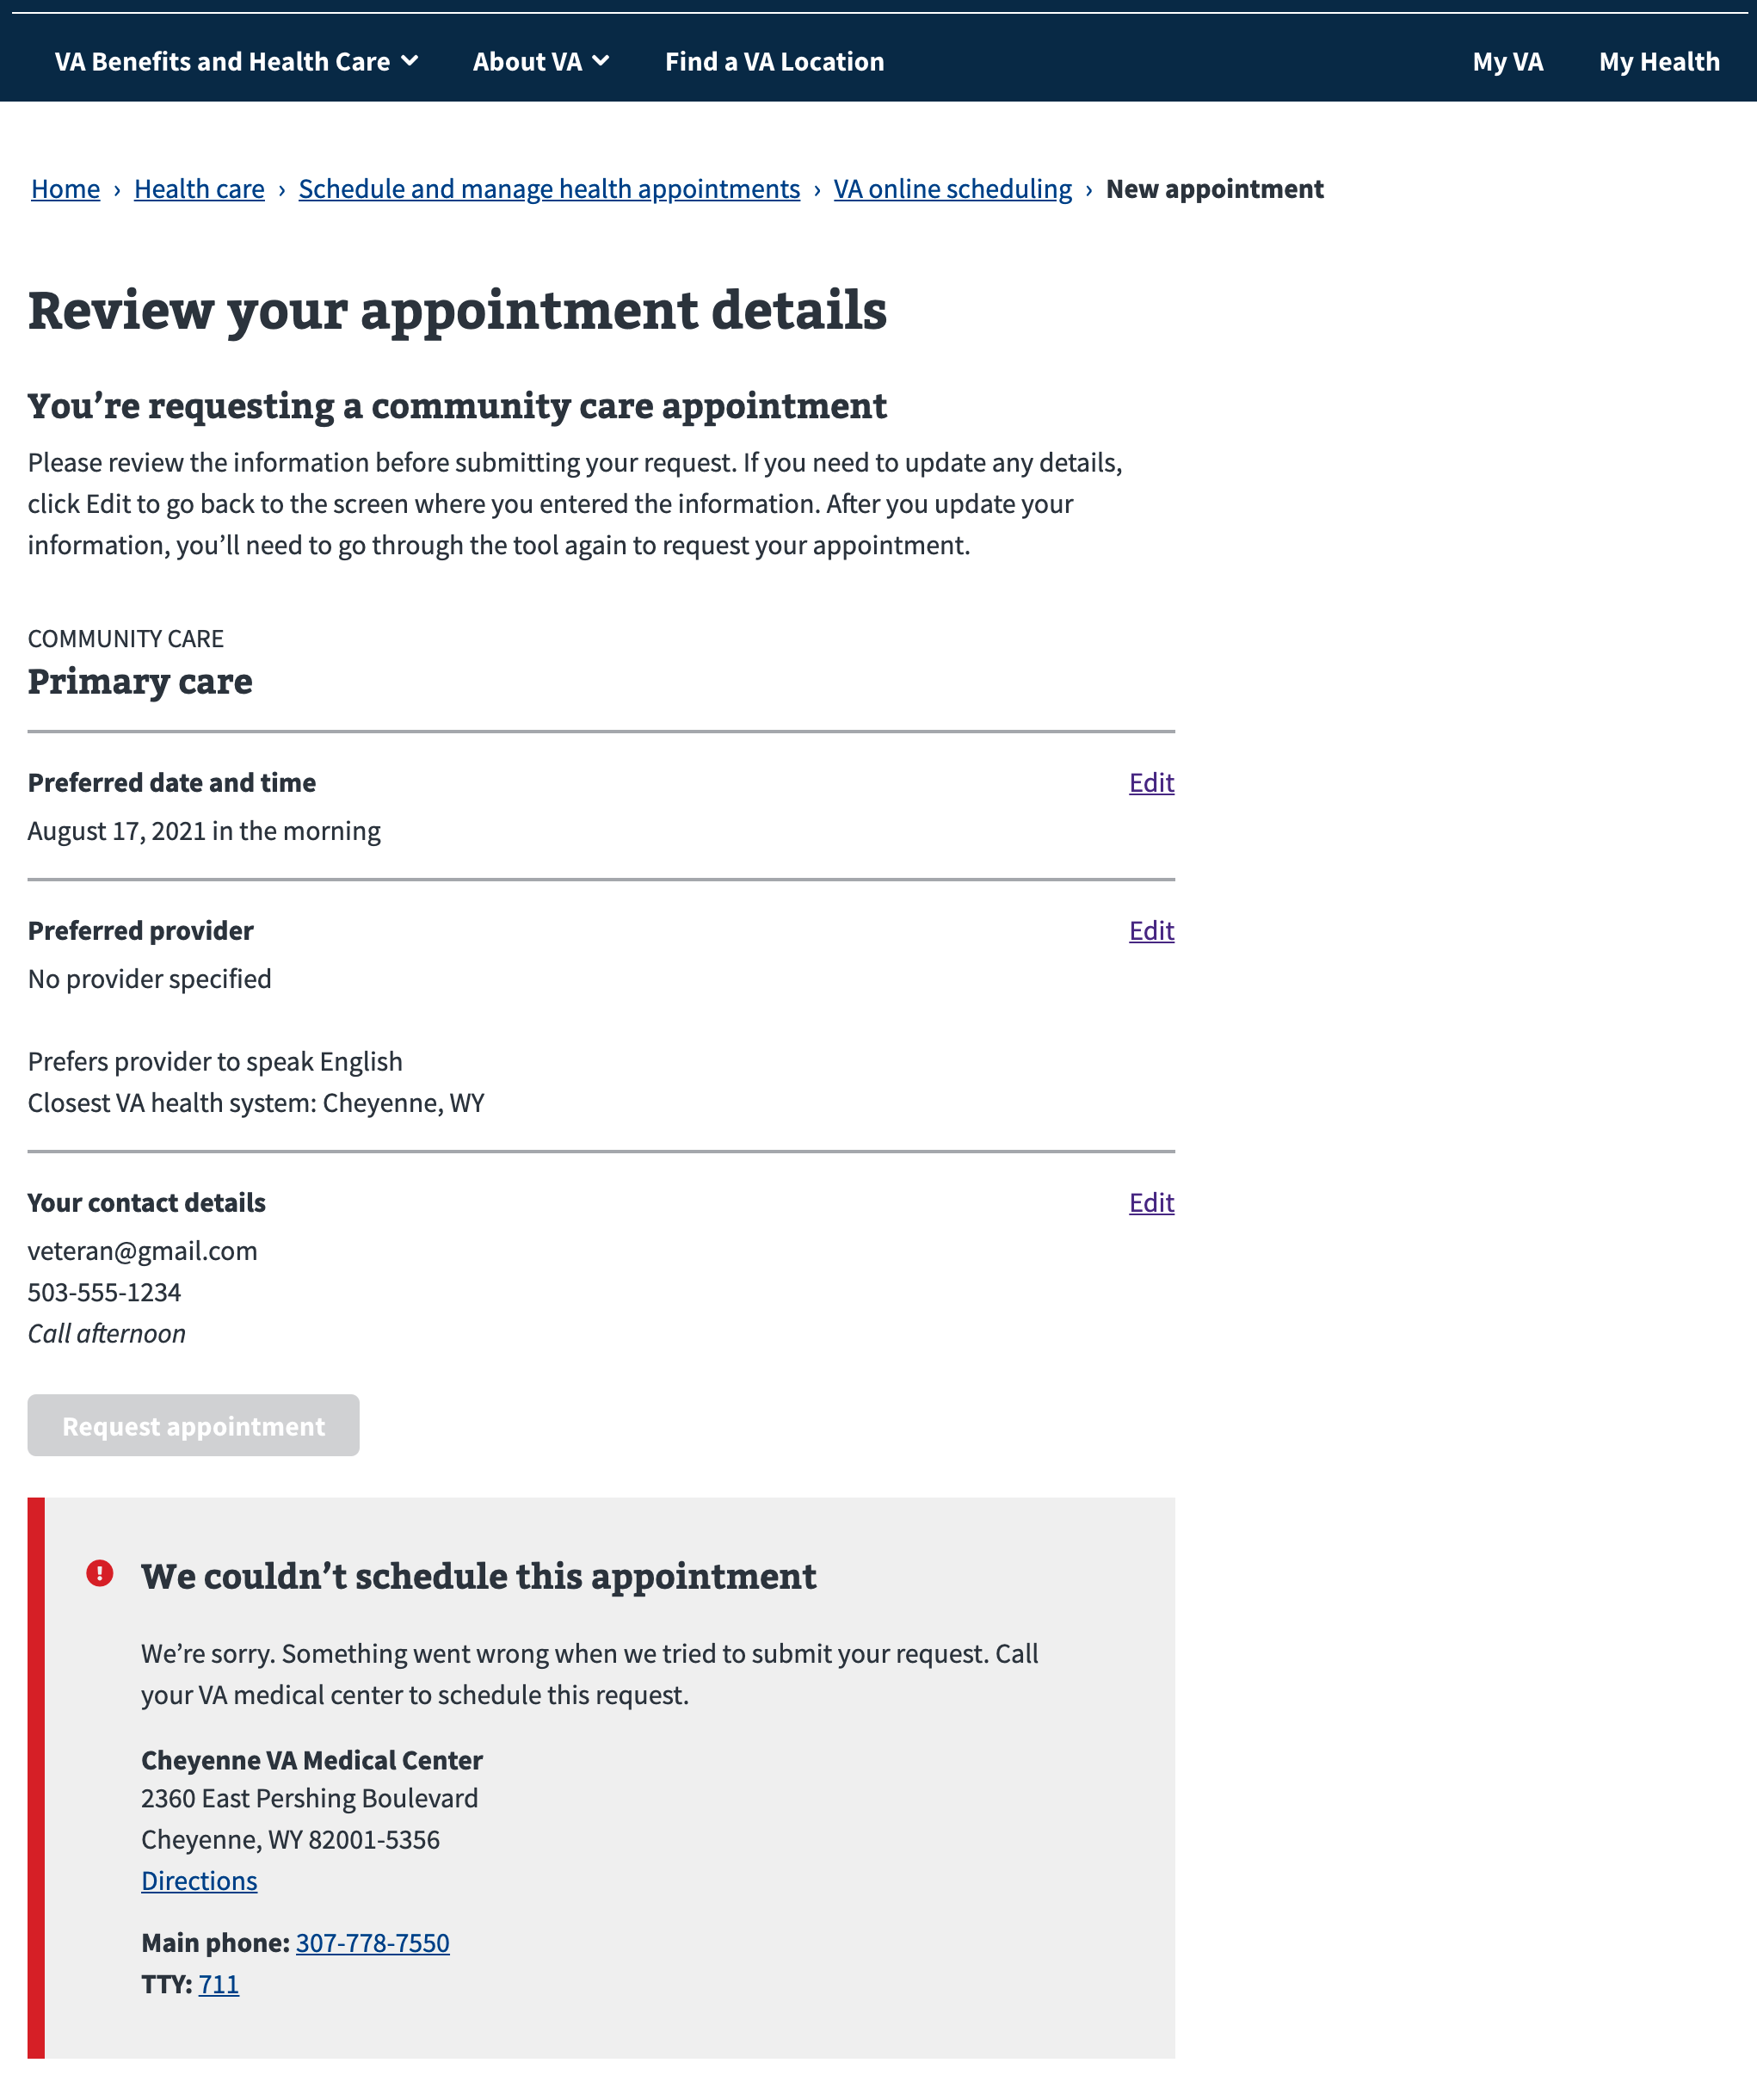 VA Benefits and Health Care About VA Find a VA Location My VA My Health
Home › Health care › Schedule and manage health appointments › VA online scheduling › New appointment
Review your appointment details
You’re requesting a community care appointment
Please review the information before submitting your request. If you need to update any details,
click Edit to go back to the screen where you entered the information. After you update your
information, you’ll need to go through the tool again to request your appointment.
COMMUNITY CARE
Primary care
Preferred date and time Edit
August 17, 2021 in the morning
Preferred provider Edit
No provider specified
Prefers provider to speak English
Closest VA health system: Cheyenne, WY
Your contact details Edit
veteran@gmail.com
503-555-1234
Call afternoon
Request appointment
We couldn’t schedule this appointment
We’re sorry. Something went wrong when we tried to submit your request. Call
your VA medical center to schedule this request.
Cheyenne VA Medical Center
2360 East Pershing Boulevard
Cheyenne, WY 82001-5356
Directions
Main phone: 307-778-7550
TTY: 711